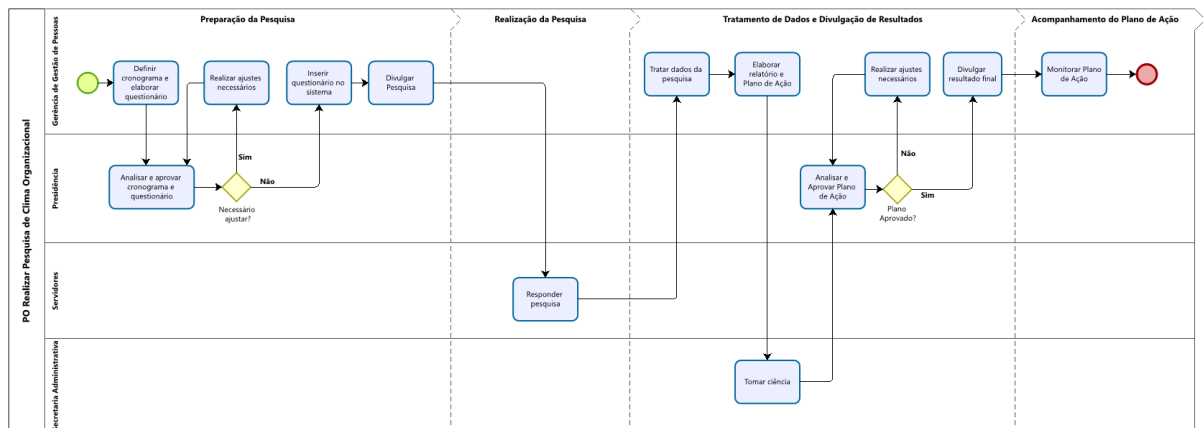 PO Realizar Pesquisa de Clima Organizacional
Preparação da Pesquisa
Realização da Pesquisa
Tratamento de Dados e Divulgação de Resultados
Acompanhamento do Plano de Ação
Gerência de Gestão de Pessoas
Definir
cronograma e
elaborar
questionário
Realizar ajustes
necessários
Inserir
questionário no
sistema
Divulgar
Pesquisa
Tratar dados da
pesquisa
Elaborar
relatório e
Plano de Ação
Realizar ajustes
necessários
Divulgar
resultado final
Monitorar Plano
de Ação
Presidência
Analisar e aprovar
cronograma e
questionário
Sim
Não
Necessário
ajustar?
Analisar e
Aprovar Plano
de Ação
Não
Sim
Plano
Aprovado?
Servidores
Responder
pesquisa
Secretaria Administrativa
Tomar ciência